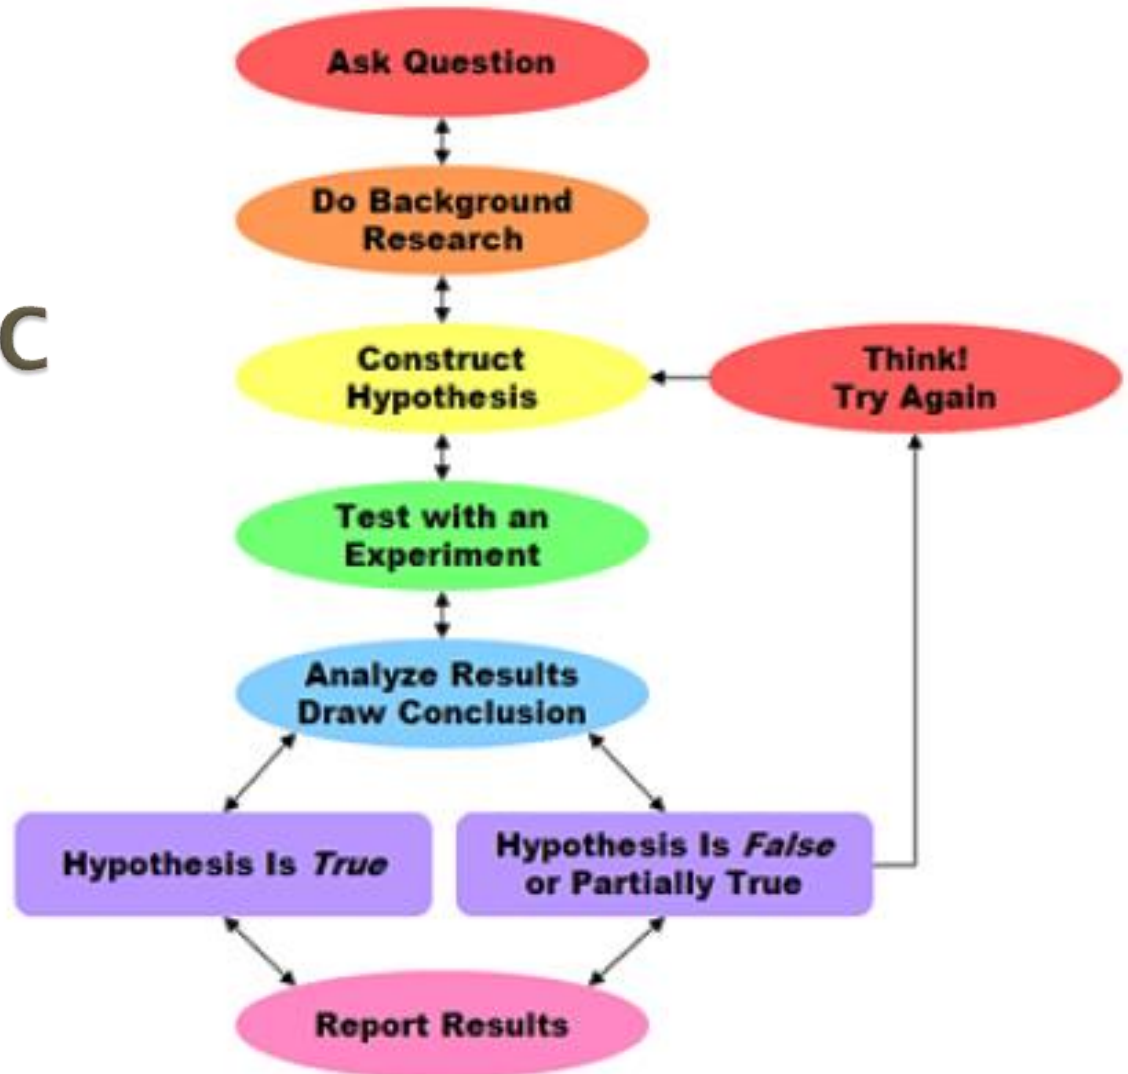 Ask Question
Do Background
Research
C
Construct
Hypothesis
Think!
Try Again
Test with an
Experiment
Analyze Results
Draw Conclusion
Hypothesis Is True
Hypothesis Is False
or Partially True
Report Results